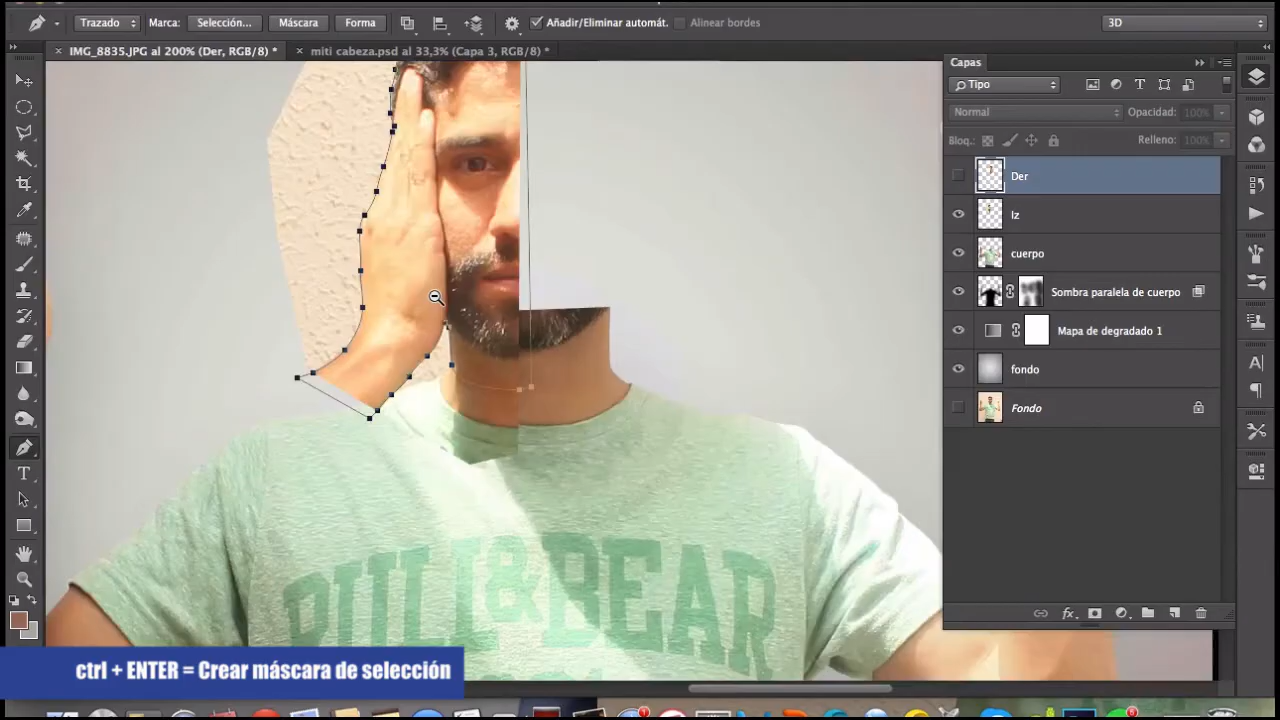 Trazado Marca: Selección... Máscara Forma Añadir/Eliminar automát. Alinear bordes 3D
IMG_8835.JPG al 200% (Der, RGB/8) * miti cabeza.psd al 33,3% (Capa 3, RGB/8) *
Capas
Tipo
Normal Opacidad: 100%
Bloq.: Relleno: 100%
Der
Iz
cuerpo
Sombra paralela de cuerpo
Mapa de degradado 1
fondo
Fondo
PULL&BEAR
ctrl + ENTER = Crear máscara de selección